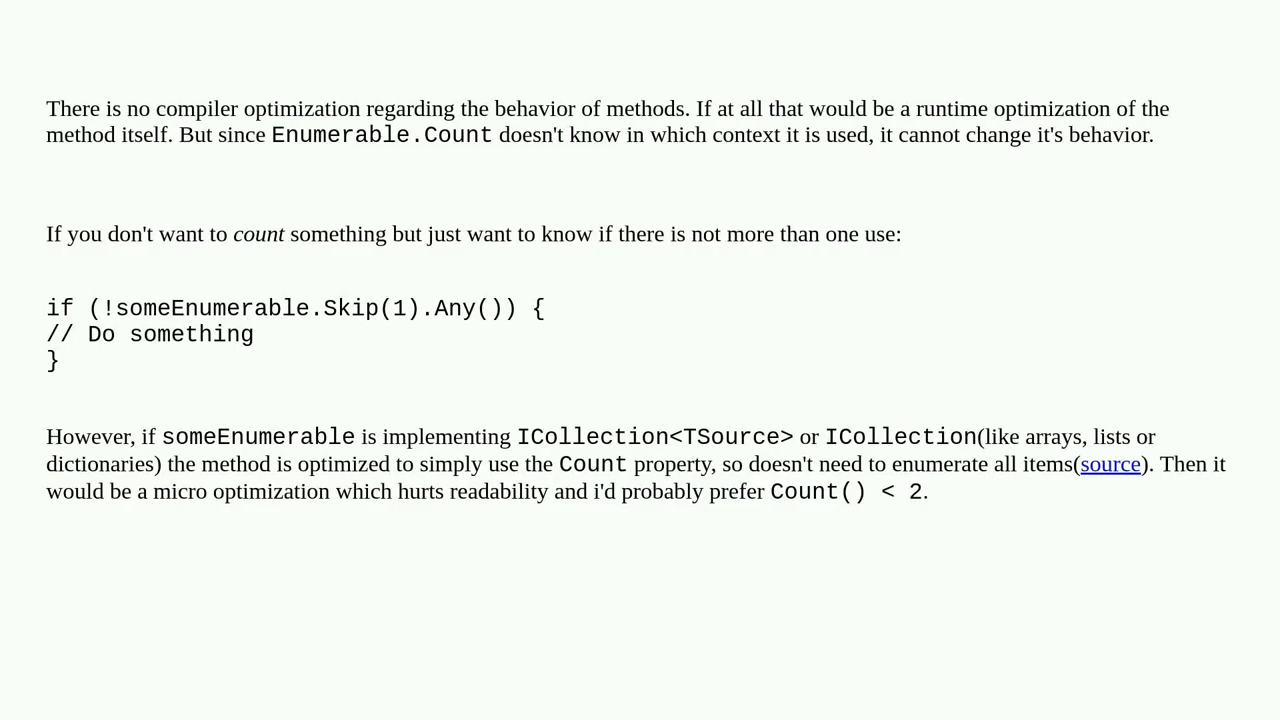 There is no compiler optimization regarding the behavior of methods. If at all that would be a runtime optimization of the
method itself. But since Enumerable.Count doesn't know in which context it is used, it cannot change it's behavior.
If you don't want to count something but just want to know if there is not more than one use:
if (!someEnumerable.Skip(1).Any()) {
// Do something
}
However, if someEnumerable is implementing ICollection<TSource> or ICollection(like arrays, lists or
dictionaries) the method is optimized to simply use the Count property, so doesn't need to enumerate all items(source). Then it
would be a micro optimization which hurts readability and i'd probably prefer Count() < 2.